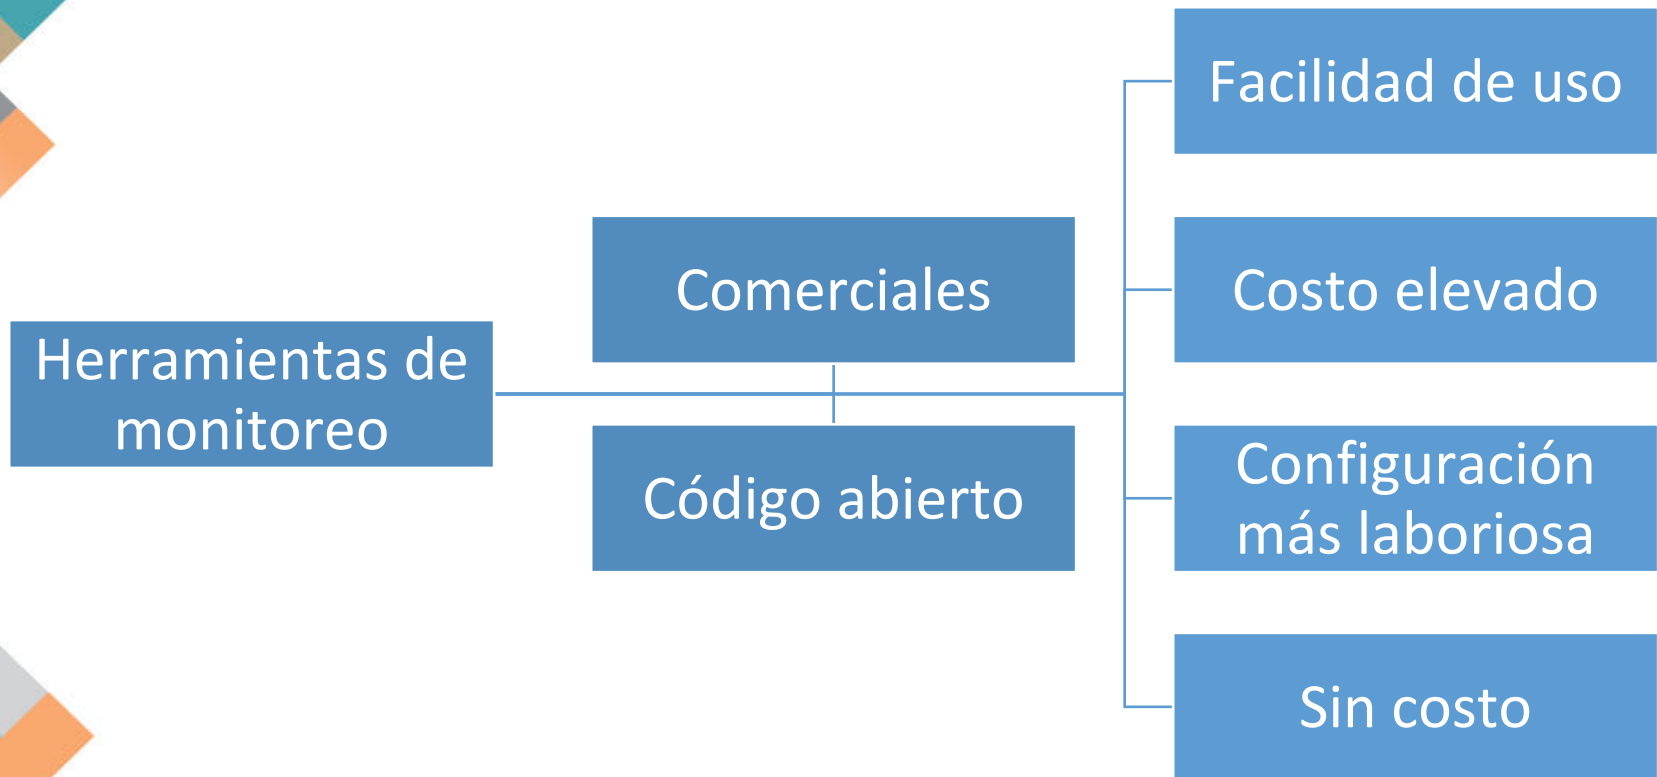 Herramientas de
monitoreo
Comerciales
Código abierto
Facilidad de uso
Costo elevado
Configuración
más laboriosa
Sin costo